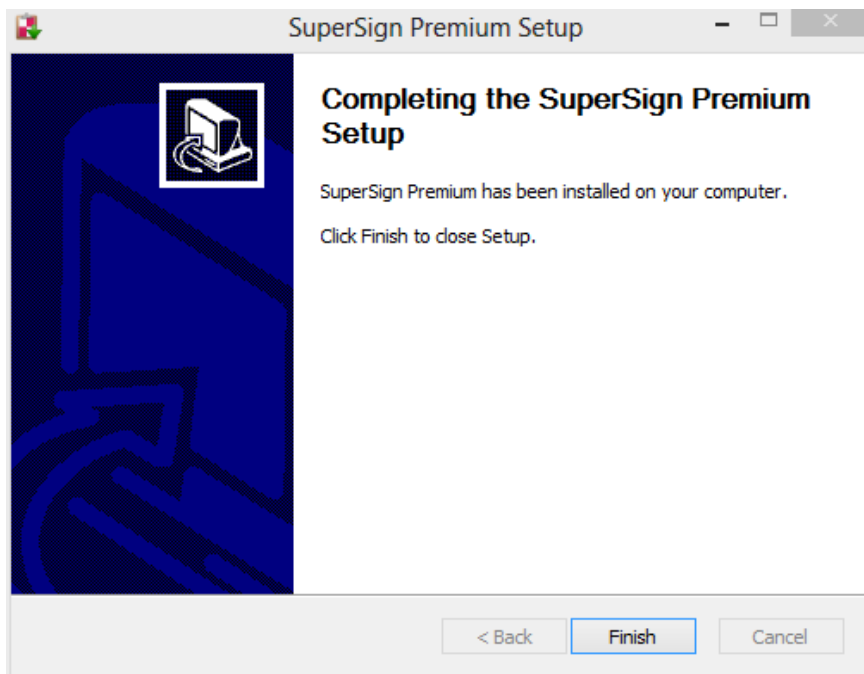 SuperSign Premium Setup
Completing the SuperSign Premium
Setup
SuperSign Premium has been installed on your computer.
Click Finish to close Setup.
< Back Finish Cancel